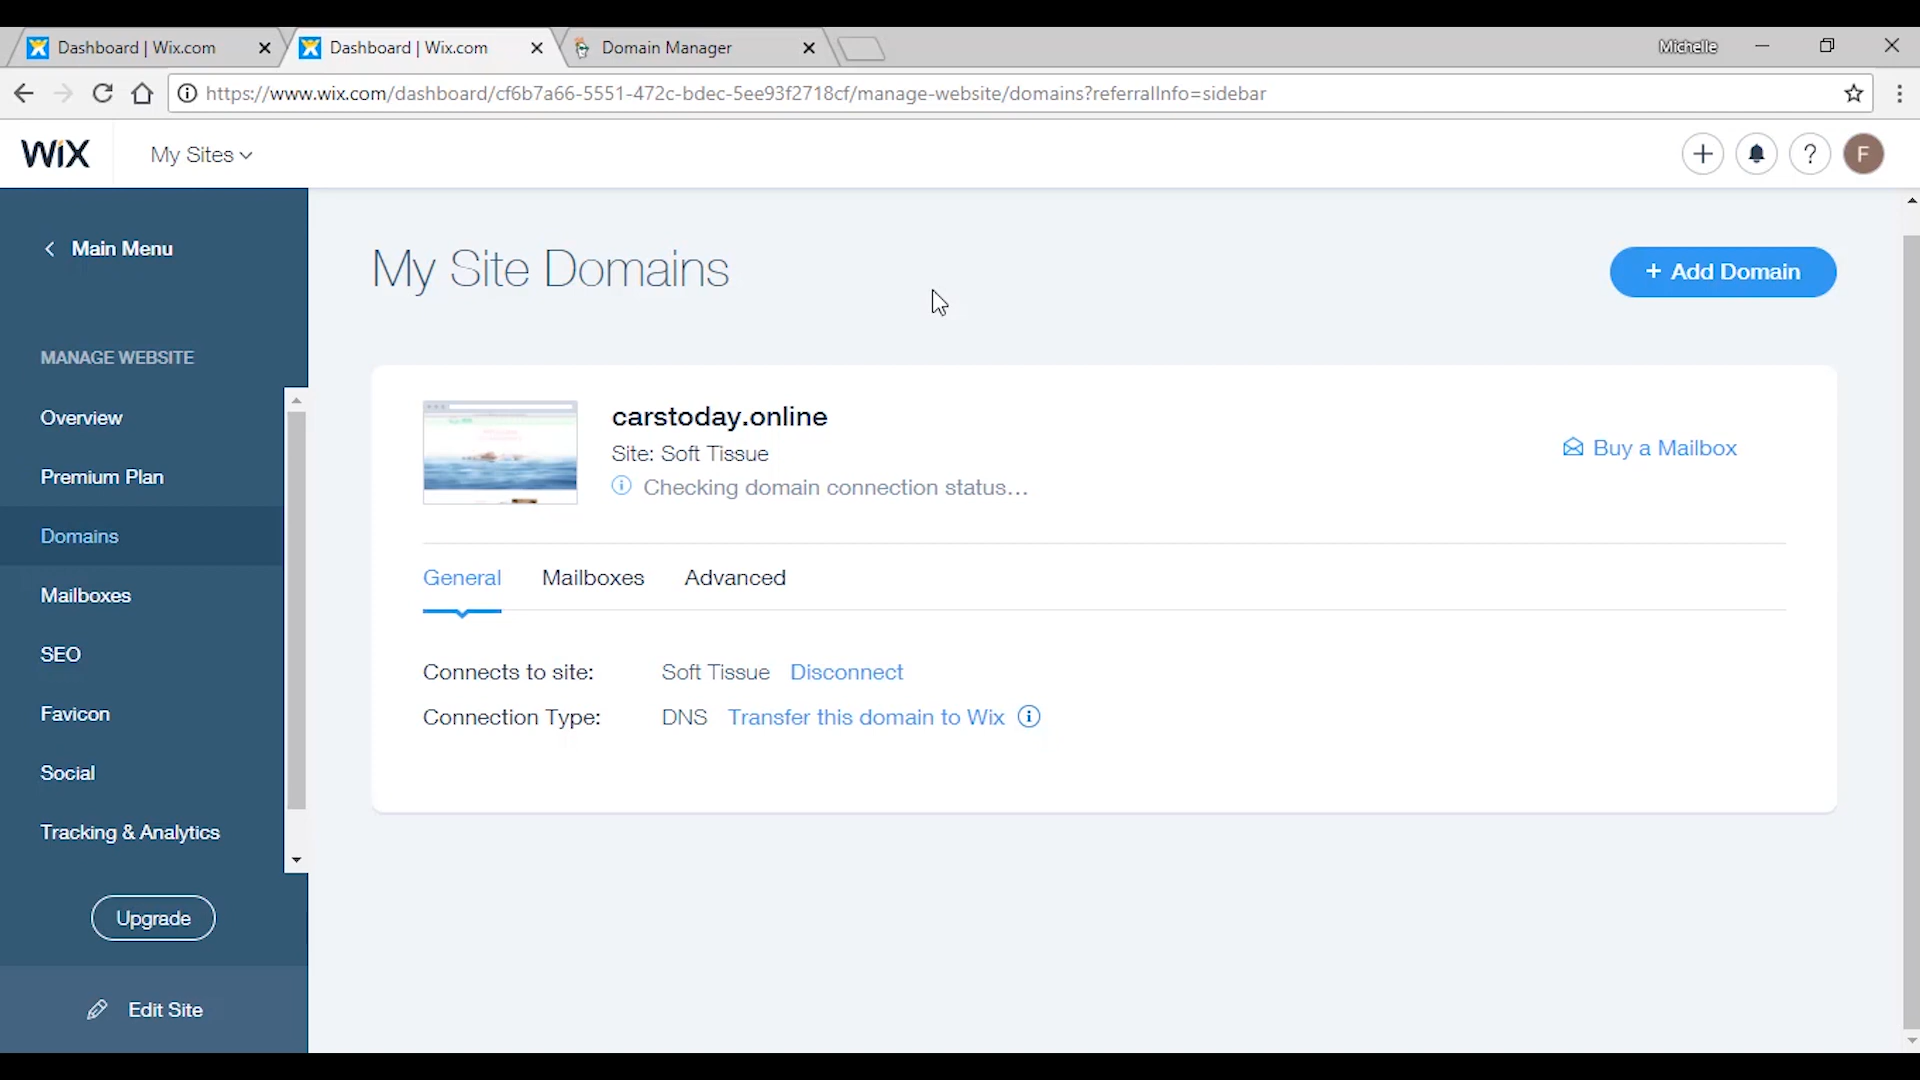 Dashboard | Wix.com
Dashboard | Wix.com
Domain Manager
Michelle
https://www.wix.com/dashboard/cf6b7a66-5551-472c-bdec-5ee93f2718cf/manage-website/domains?referralInfo=sidebar
WiX
My Sites
?
F
Main Menu
My Site Domains
+ Add Domain
MANAGE WEBSITE
Overview
Premium Plan
Domains
Mailboxes
SEO
Favicon
Social
Tracking & Analytics
Upgrade
Edit Site
carstoday.online
Site: Soft Tissue
Checking domain connection status...
Buy a Mailbox
General Mailboxes Advanced
Connects to site: Soft Tissue Disconnect
Connection Type: DNS Transfer this domain to Wix